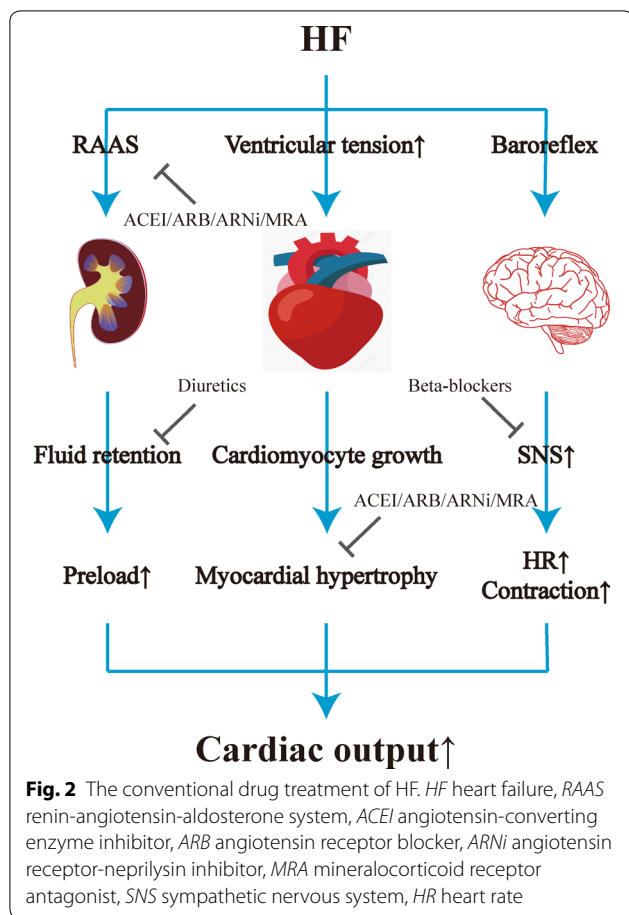 HF
RAAS Ventricular tension↑ Baroreflex
ACEI/ARB/ARNi/MRA
Diuretics Beta-blockers
Fluid retention Cardiomyocyte growth SNS↑
ACEI/ARB/ARNi/MRA
Preload↑ Myocardial hypertrophy HR↑
Contraction↑
Cardiac output↑
Fig. 2 The conventional drug treatment of HF. HF heart failure, RAAS
renin-angiotensin-aldosterone system, ACEI angiotensin-converting
enzyme inhibitor, ARB angiotensin receptor blocker, ARNi angiotensin
receptor-neprilysin inhibitor, MRA mineralocorticoid receptor
antagonist, SNS sympathetic nervous system, HR heart rate